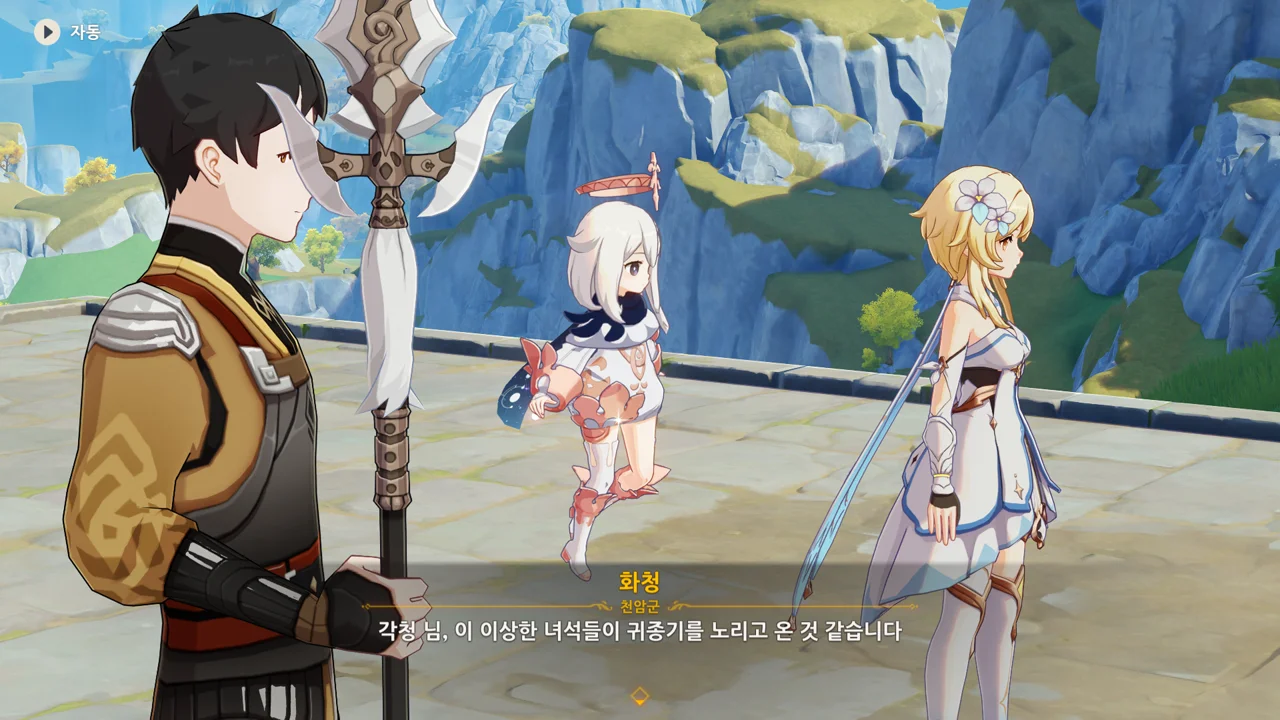 자동
화청
천암군
각청 님, 이 이상한 녀석들이 귀종기를 노리고 온 것 같습니다